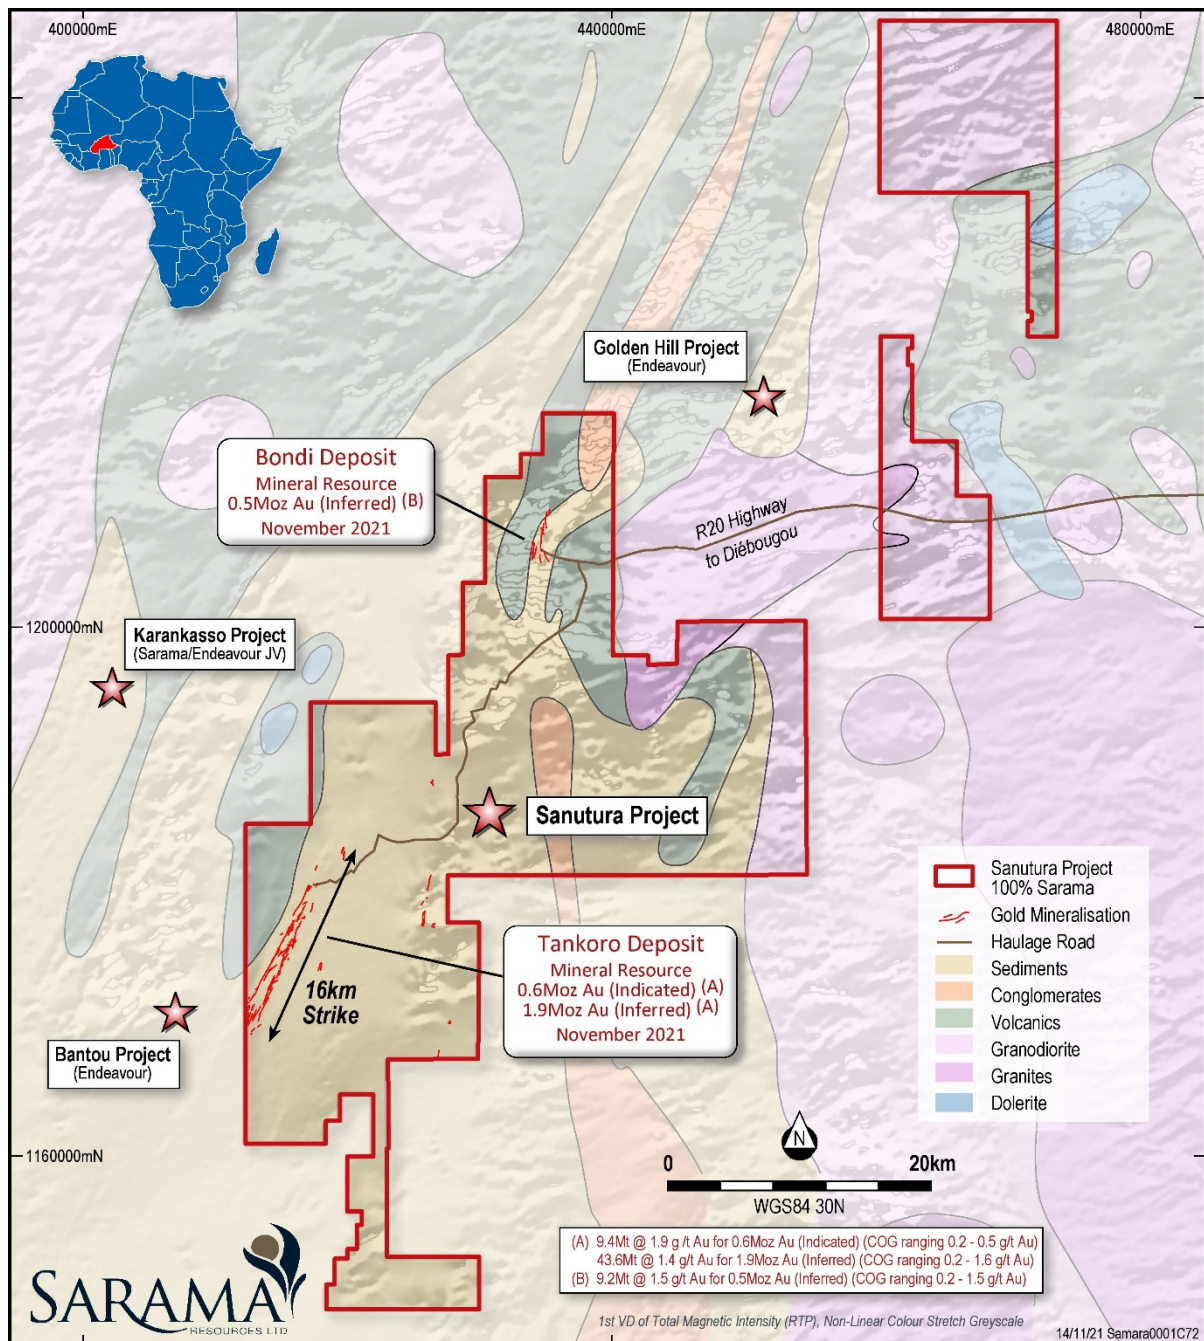 400000mE
440000mE
480000mE
Golden Hill Project
(Endeavour)
Bondi Deposit
Mineral Resource
0.5Moz Au (Inferred) (B)
November 2021
R20 Highway
to Diébougou
1200000mN
Karankasso Project
(Sarama/Endeavour JV)
Sanutura Project
Sanutura Project
100% Sarama
Gold Mineralisation
Haulage Road
Sediments
Conglomerates
Volcanics
Granodiorite
Granites
Dolerite
Tankoro Deposit
Mineral Resource
0.6Moz Au (Indicated) (A)
1.9Moz Au (Inferred) (A)
November 2021
16km
Strike
Bantou Project
(Endeavour)
1160000mN
N
0
20km
WGS84 30N
(A) 9.4Mt @ 1.9 g/t Au for 0.6Moz Au (Indicated) (COG ranging 0.2 - 0.5 g/t Au)
43.6Mt @ 1.4 g/t Au for 1.9Moz Au (Inferred) (COG ranging 0.2 - 1.6 g/t Au)
(B) 9.2Mt @ 1.5 g/t Au for 0.5Moz Au (Inferred) (COG ranging 0.2 - 1.5 g/t Au)
SARAMA
RESOURCES LTD
1st VD of Total Magnetic Intensity (RTP), Non-Linear Colour Stretch Greyscale
14/11/21 Samara0001C72